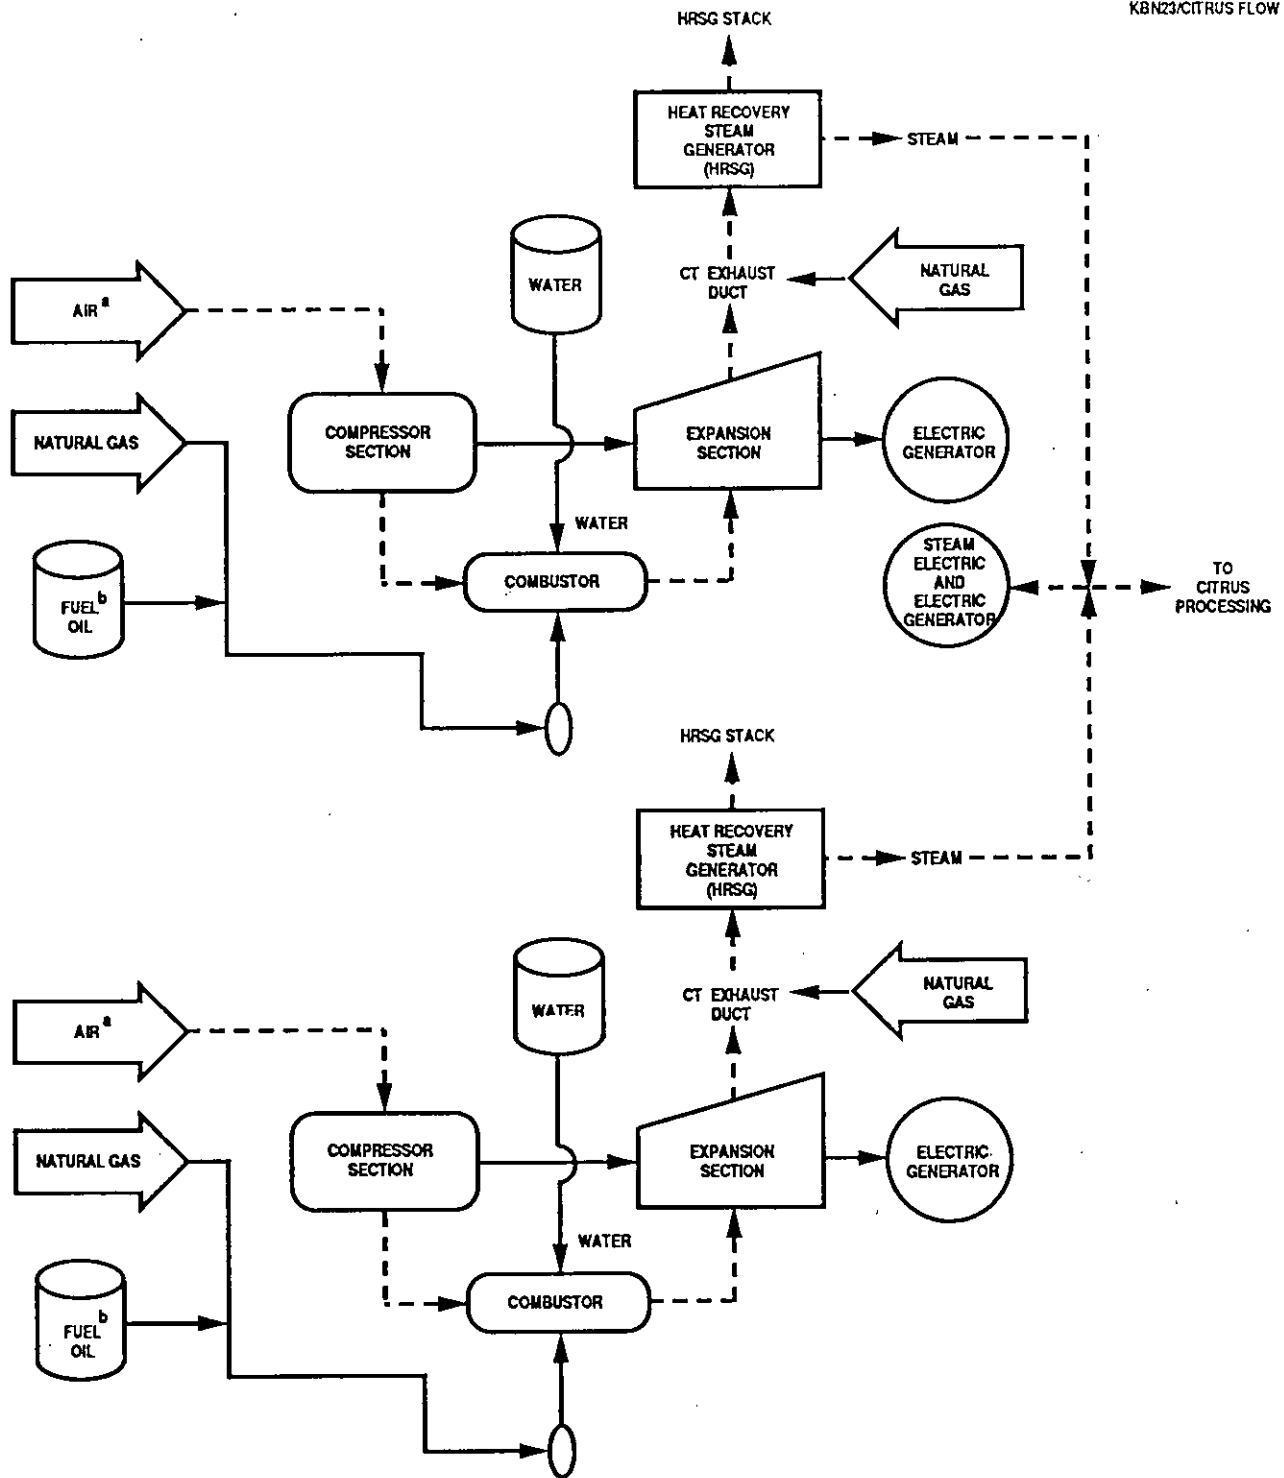 KBN23/CITRUS FLOW
HRSG STACK
HEAT RECOVERY
STEAM
GENERATOR
(HRSG)
STEAM
WATER
CT EXHAUST
DUCT
NATURAL
GAS
AIR a
NATURAL GAS
COMPRESSOR
SECTION
EXPANSION
SECTION
ELECTRIC
GENERATOR
WATER
COMBUSTOR
FUEL b
OIL
STEAM
ELECTRIC
AND
ELECTRIC
GENERATOR
TO
CITRUS
PROCESSING
HRSG STACK
HEAT RECOVERY
STEAM
GENERATOR
(HRSG)
STEAM
WATER
CT EXHAUST
DUCT
NATURAL
GAS
AIR a
NATURAL GAS
COMPRESSOR
SECTION
EXPANSION
SECTION
ELECTRIC
GENERATOR
WATER
COMBUSTOR
FUEL b
OIL